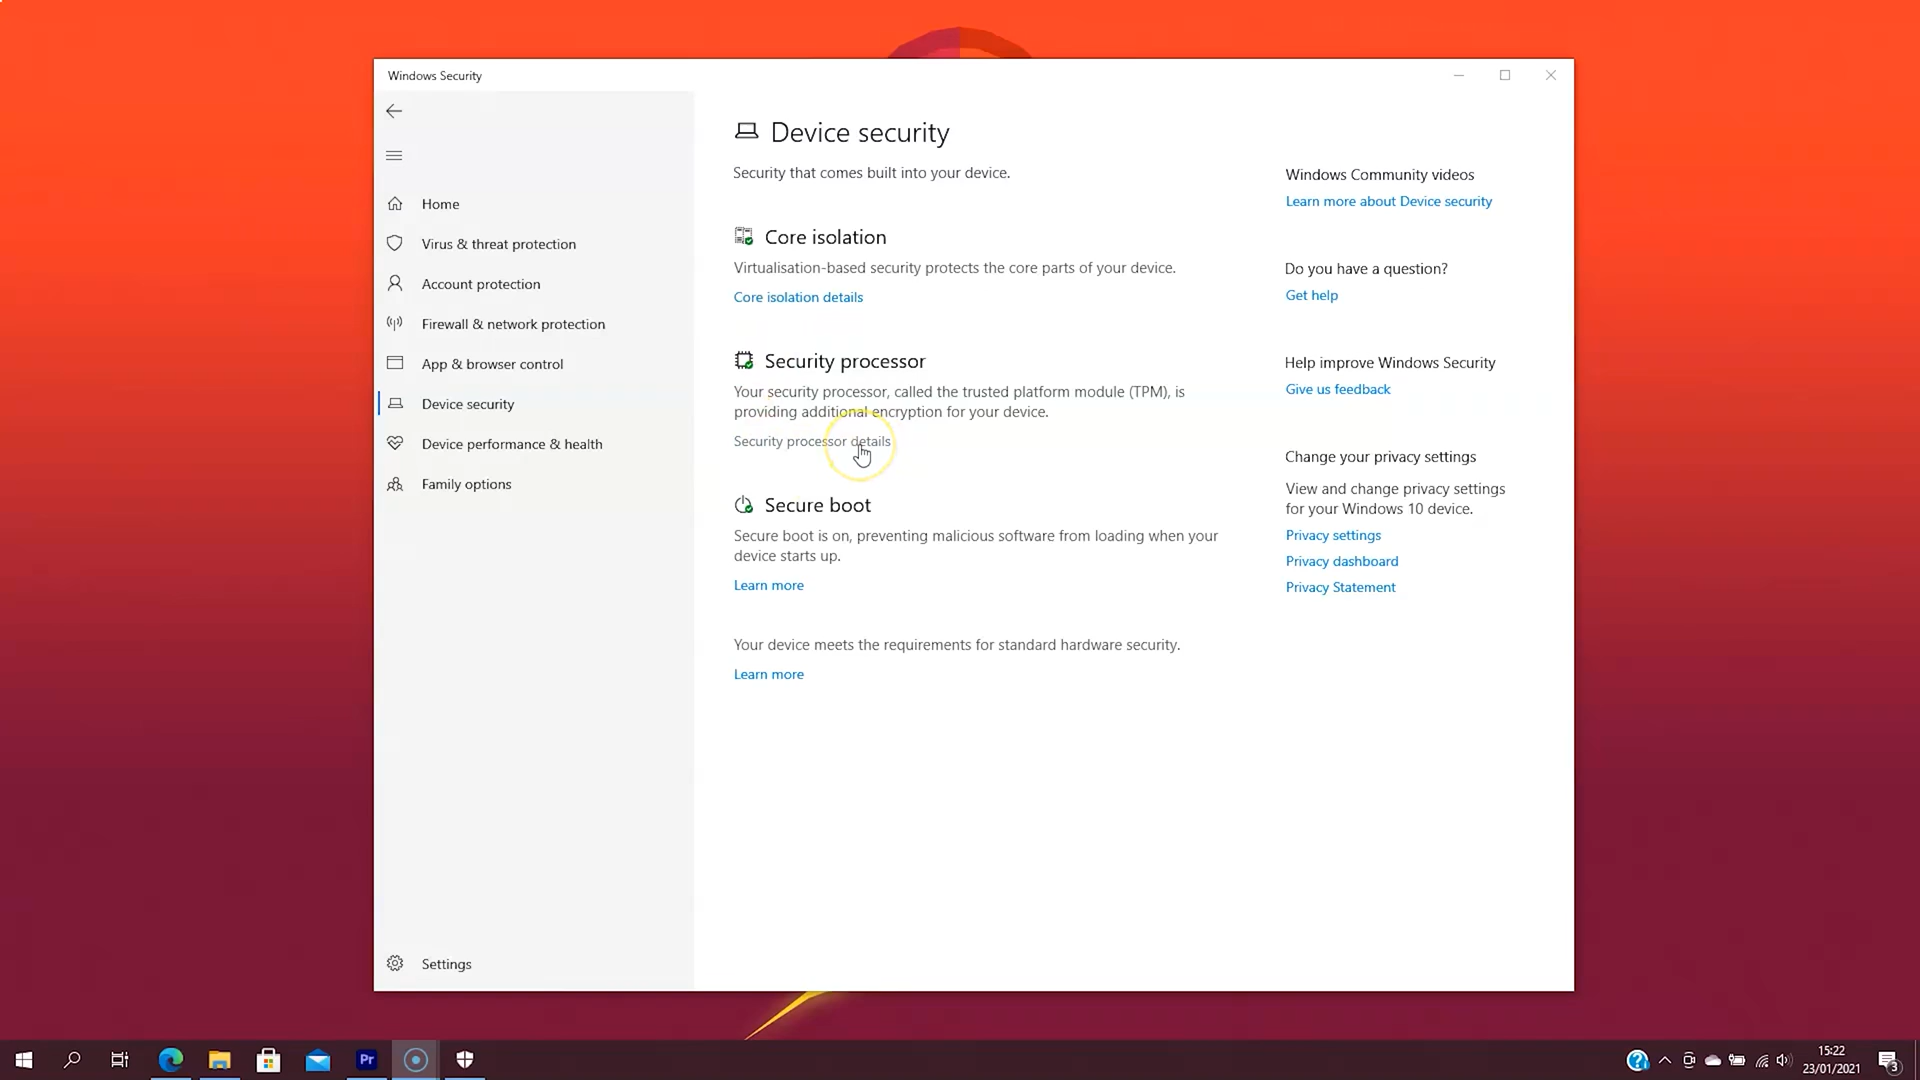 Windows Security
Home
Virus & threat protection
Account protection
Firewall & network protection
App & browser control
Device security
Device performance & health
Family options
Settings
Device security
Security that comes built into your device.
Core isolation
Virtualisation-based security protects the core parts of your device.
Core isolation details
Security processor
Your security processor, called the trusted platform module (TPM), is
providing additional encryption for your device.
Security processor details
Secure boot
Secure boot is on, preventing malicious software from loading when your
device starts up.
Learn more
Your device meets the requirements for standard hardware security.
Learn more
Windows Community videos
Learn more about Device security
Do you have a question?
Get help
Help improve Windows Security
Give us feedback
Change your privacy settings
View and change privacy settings
for your Windows 10 device.
Privacy settings
Privacy dashboard
Privacy Statement
Pr
15:22
23/01/2021
3